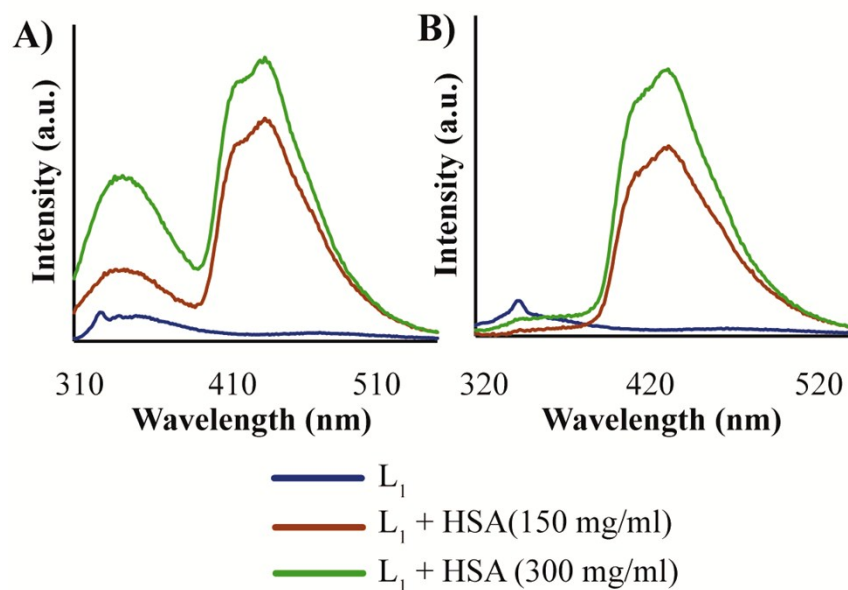 A)
B)
Intensity (a.u.)
Intensity (a.u.)
310 410 510
320 420 520
Wavelength (nm)
Wavelength (nm)
L₁
L₁ + HSA(150 mg/ml)
L₁ + HSA (300 mg/ml)